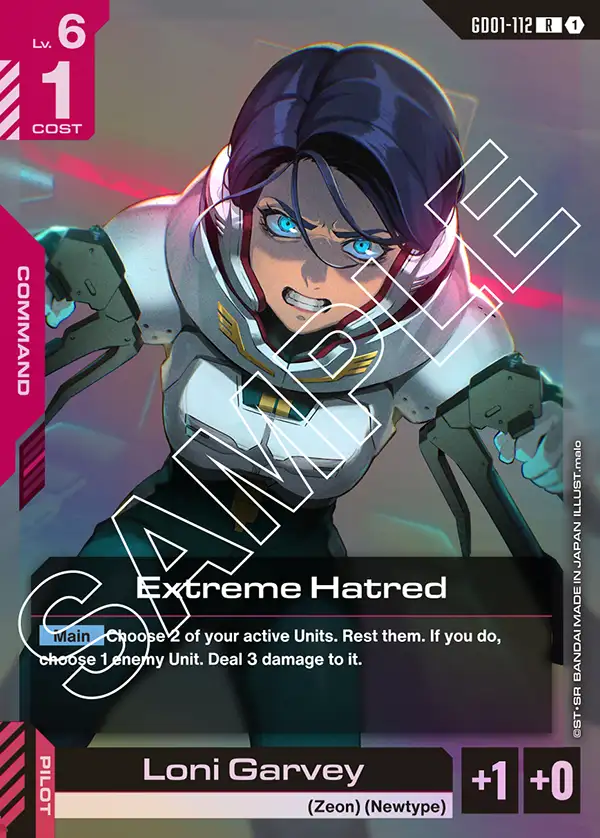 Lv. 6
1
COST
GD01-112 R 1
COMMAND
SAMPLE
Extreme Hatred
Main Choose 2 of your active Units. Rest them. If you do,
choose 1 enemy Unit. Deal 3 damage to it.
©ST・SR BANDAI MADE IN JAPAN ILLUST.malo
PILOT
Loni Garvey
(Zeon) (Newtype)
+1 +0